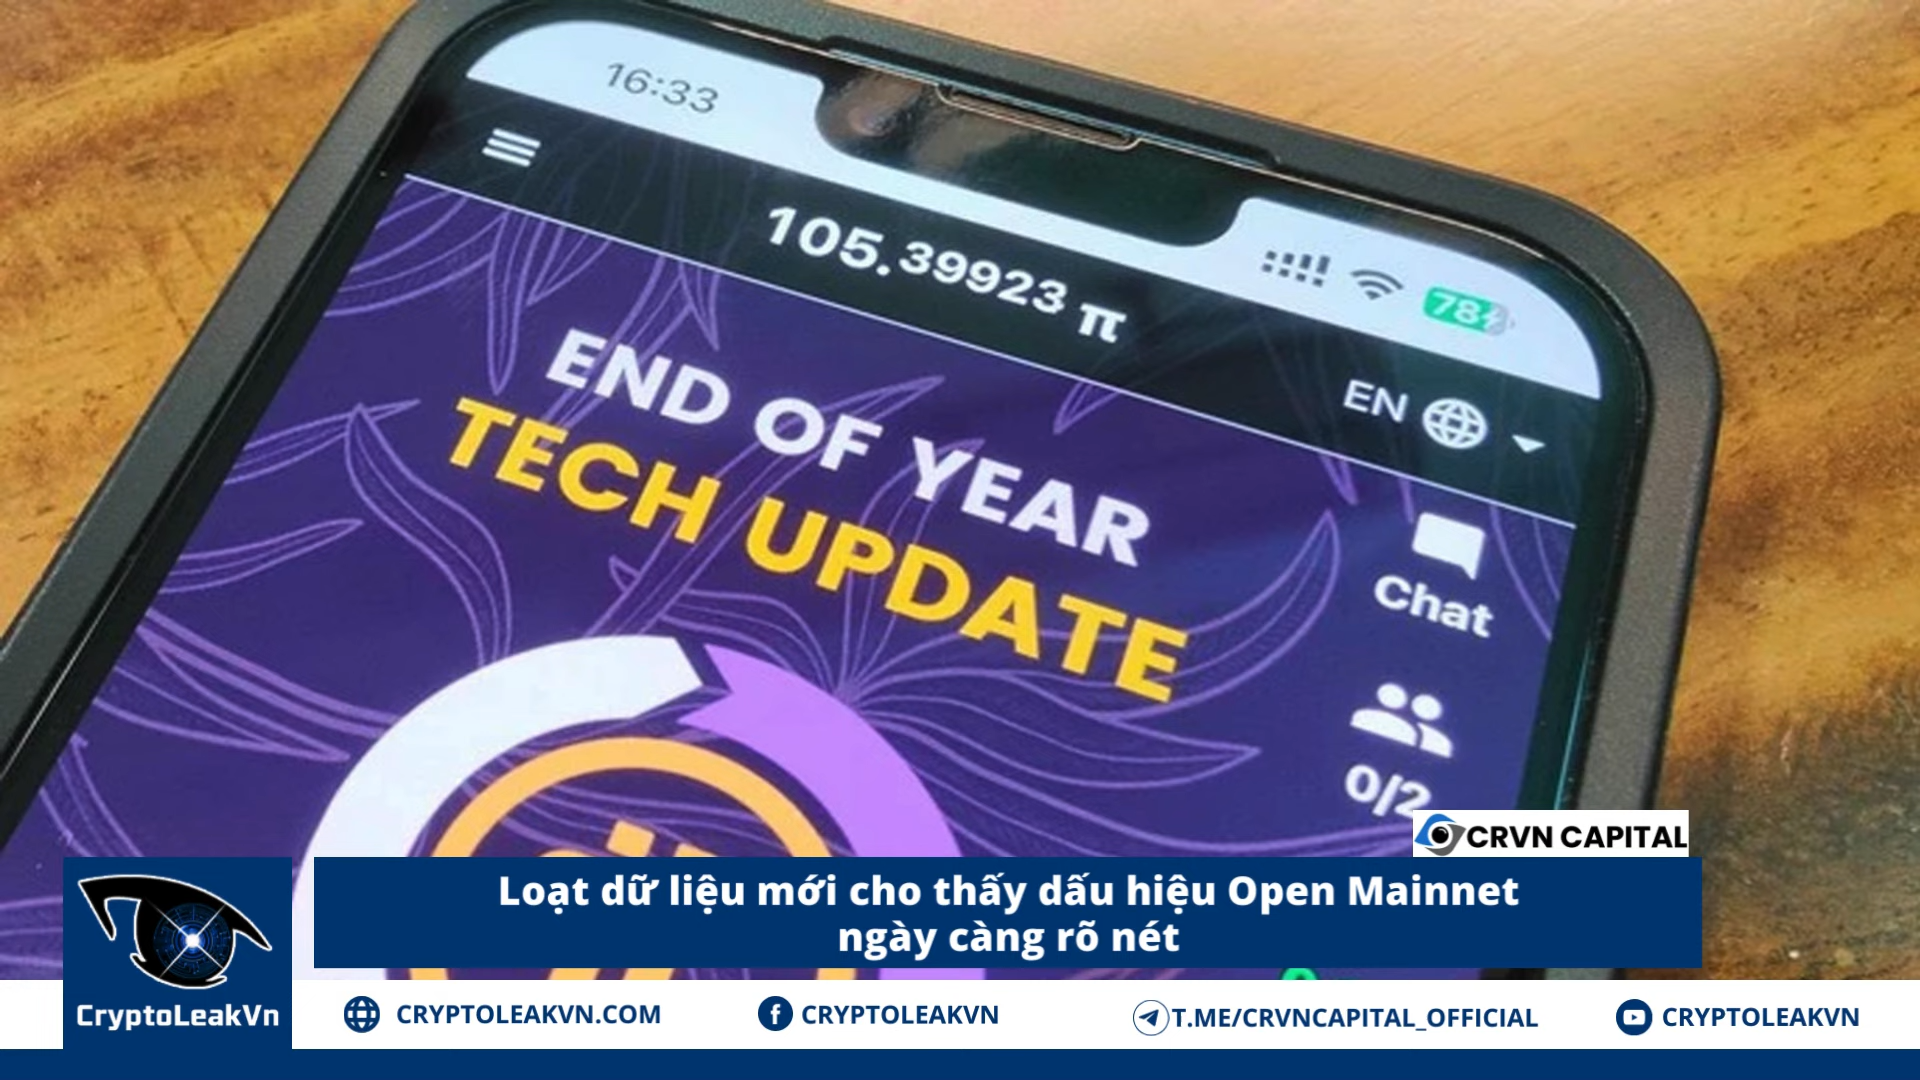 16:33
78
105.39923 π
EN
END OF YEAR
TECH UPDATE
Chat
0/2
CRVN CAPITAL
Loạt dữ liệu mới cho thấy dấu hiệu Open Mainnet
ngày càng rõ nét
CryptoLeakVn
CRYPTOLEAKVN.COM
CRYPTOLEAKVN
T.ME/CRVNCAPITAL_OFFICIAL
CRYPTOLEAKVN